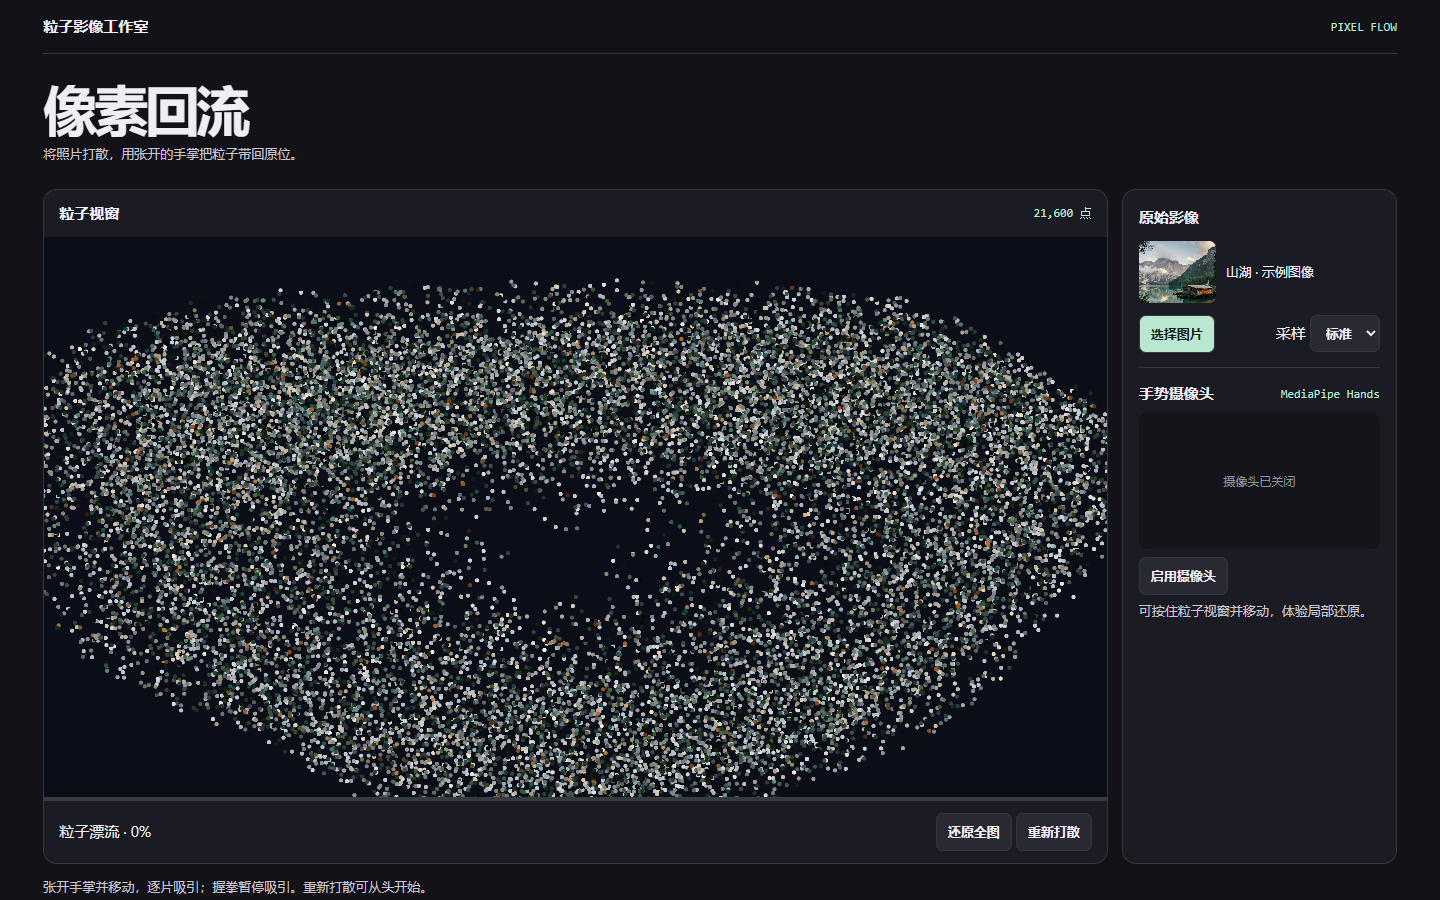 粒子影像工作室
PIXEL FLOW
像素回流
将照片打散，用张开的手掌把粒子带回原位。
粒子视窗
21,600 点
原始影像
山湖 · 示例图像
选择图片
采样 标准
手势摄像头
MediaPipe Hands
摄像头已关闭
启用摄像头
可按住粒子视窗并移动，体验局部还原。
粒子漂流 · 0%
还原全图
重新打散
张开手掌并移动，逐片吸引；握拳暂停吸引。重新打散可从头开始。